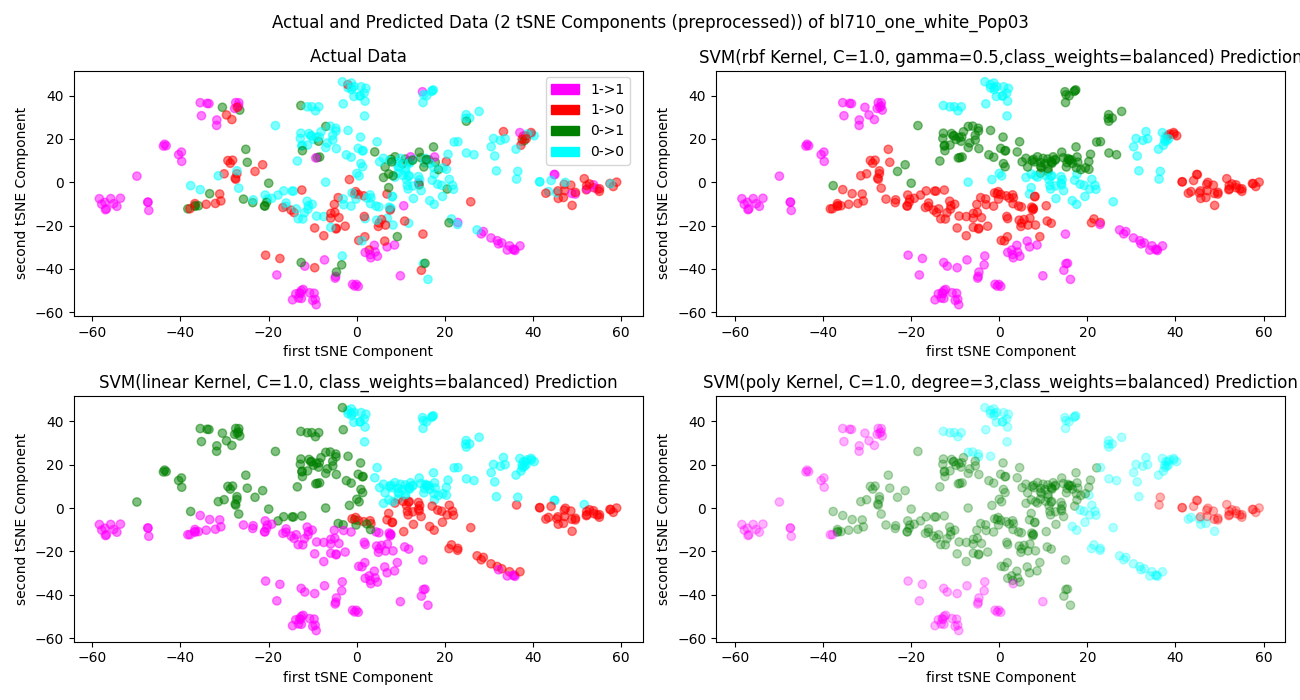 Actual and Predicted Data (2 tSNE Components (preprocessed)) of bl710_one_white_Pop03
Actual Data
second tSNE Component
40
20
0
−20
−40
−60
1->1
1->0
0->1
0->0
−60 −40 −20 0 20 40 60
first tSNE Component
SVM(rbf Kernel, C=1.0, gamma=0.5,class_weights=balanced) Prediction
second tSNE Component
40
20
0
−20
−40
−60
−60 −40 −20 0 20 40 60
first tSNE Component
SVM(linear Kernel, C=1.0, class_weights=balanced) Prediction
second tSNE Component
40
20
0
−20
−40
−60
−60 −40 −20 0 20 40 60
first tSNE Component
SVM(poly Kernel, C=1.0, degree=3,class_weights=balanced) Prediction
second tSNE Component
40
20
0
−20
−40
−60
−60 −40 −20 0 20 40 60
first tSNE Component